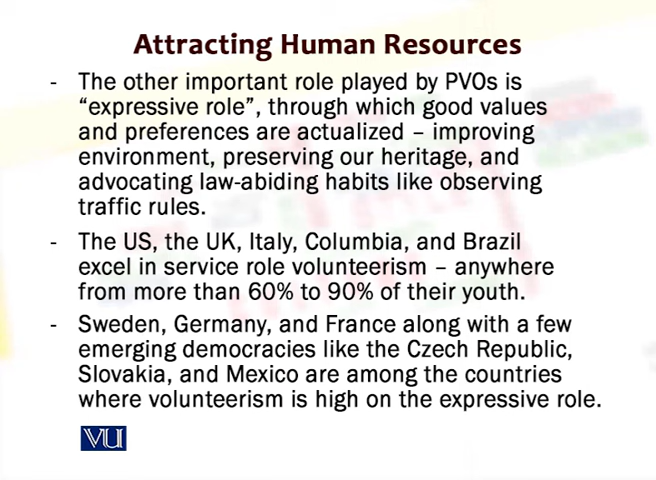 Attracting Human Resources
- The other important role played by PVOs is
“expressive role”, through which good values
and preferences are actualized – improving
environment, preserving our heritage, and
advocating law-abiding habits like observing
traffic rules.
- The US, the UK, Italy, Columbia, and Brazil
excel in service role volunteerism – anywhere
from more than 60% to 90% of their youth.
- Sweden, Germany, and France along with a few
emerging democracies like the Czech Republic,
Slovakia, and Mexico are among the countries
where volunteerism is high on the expressive role.
VU